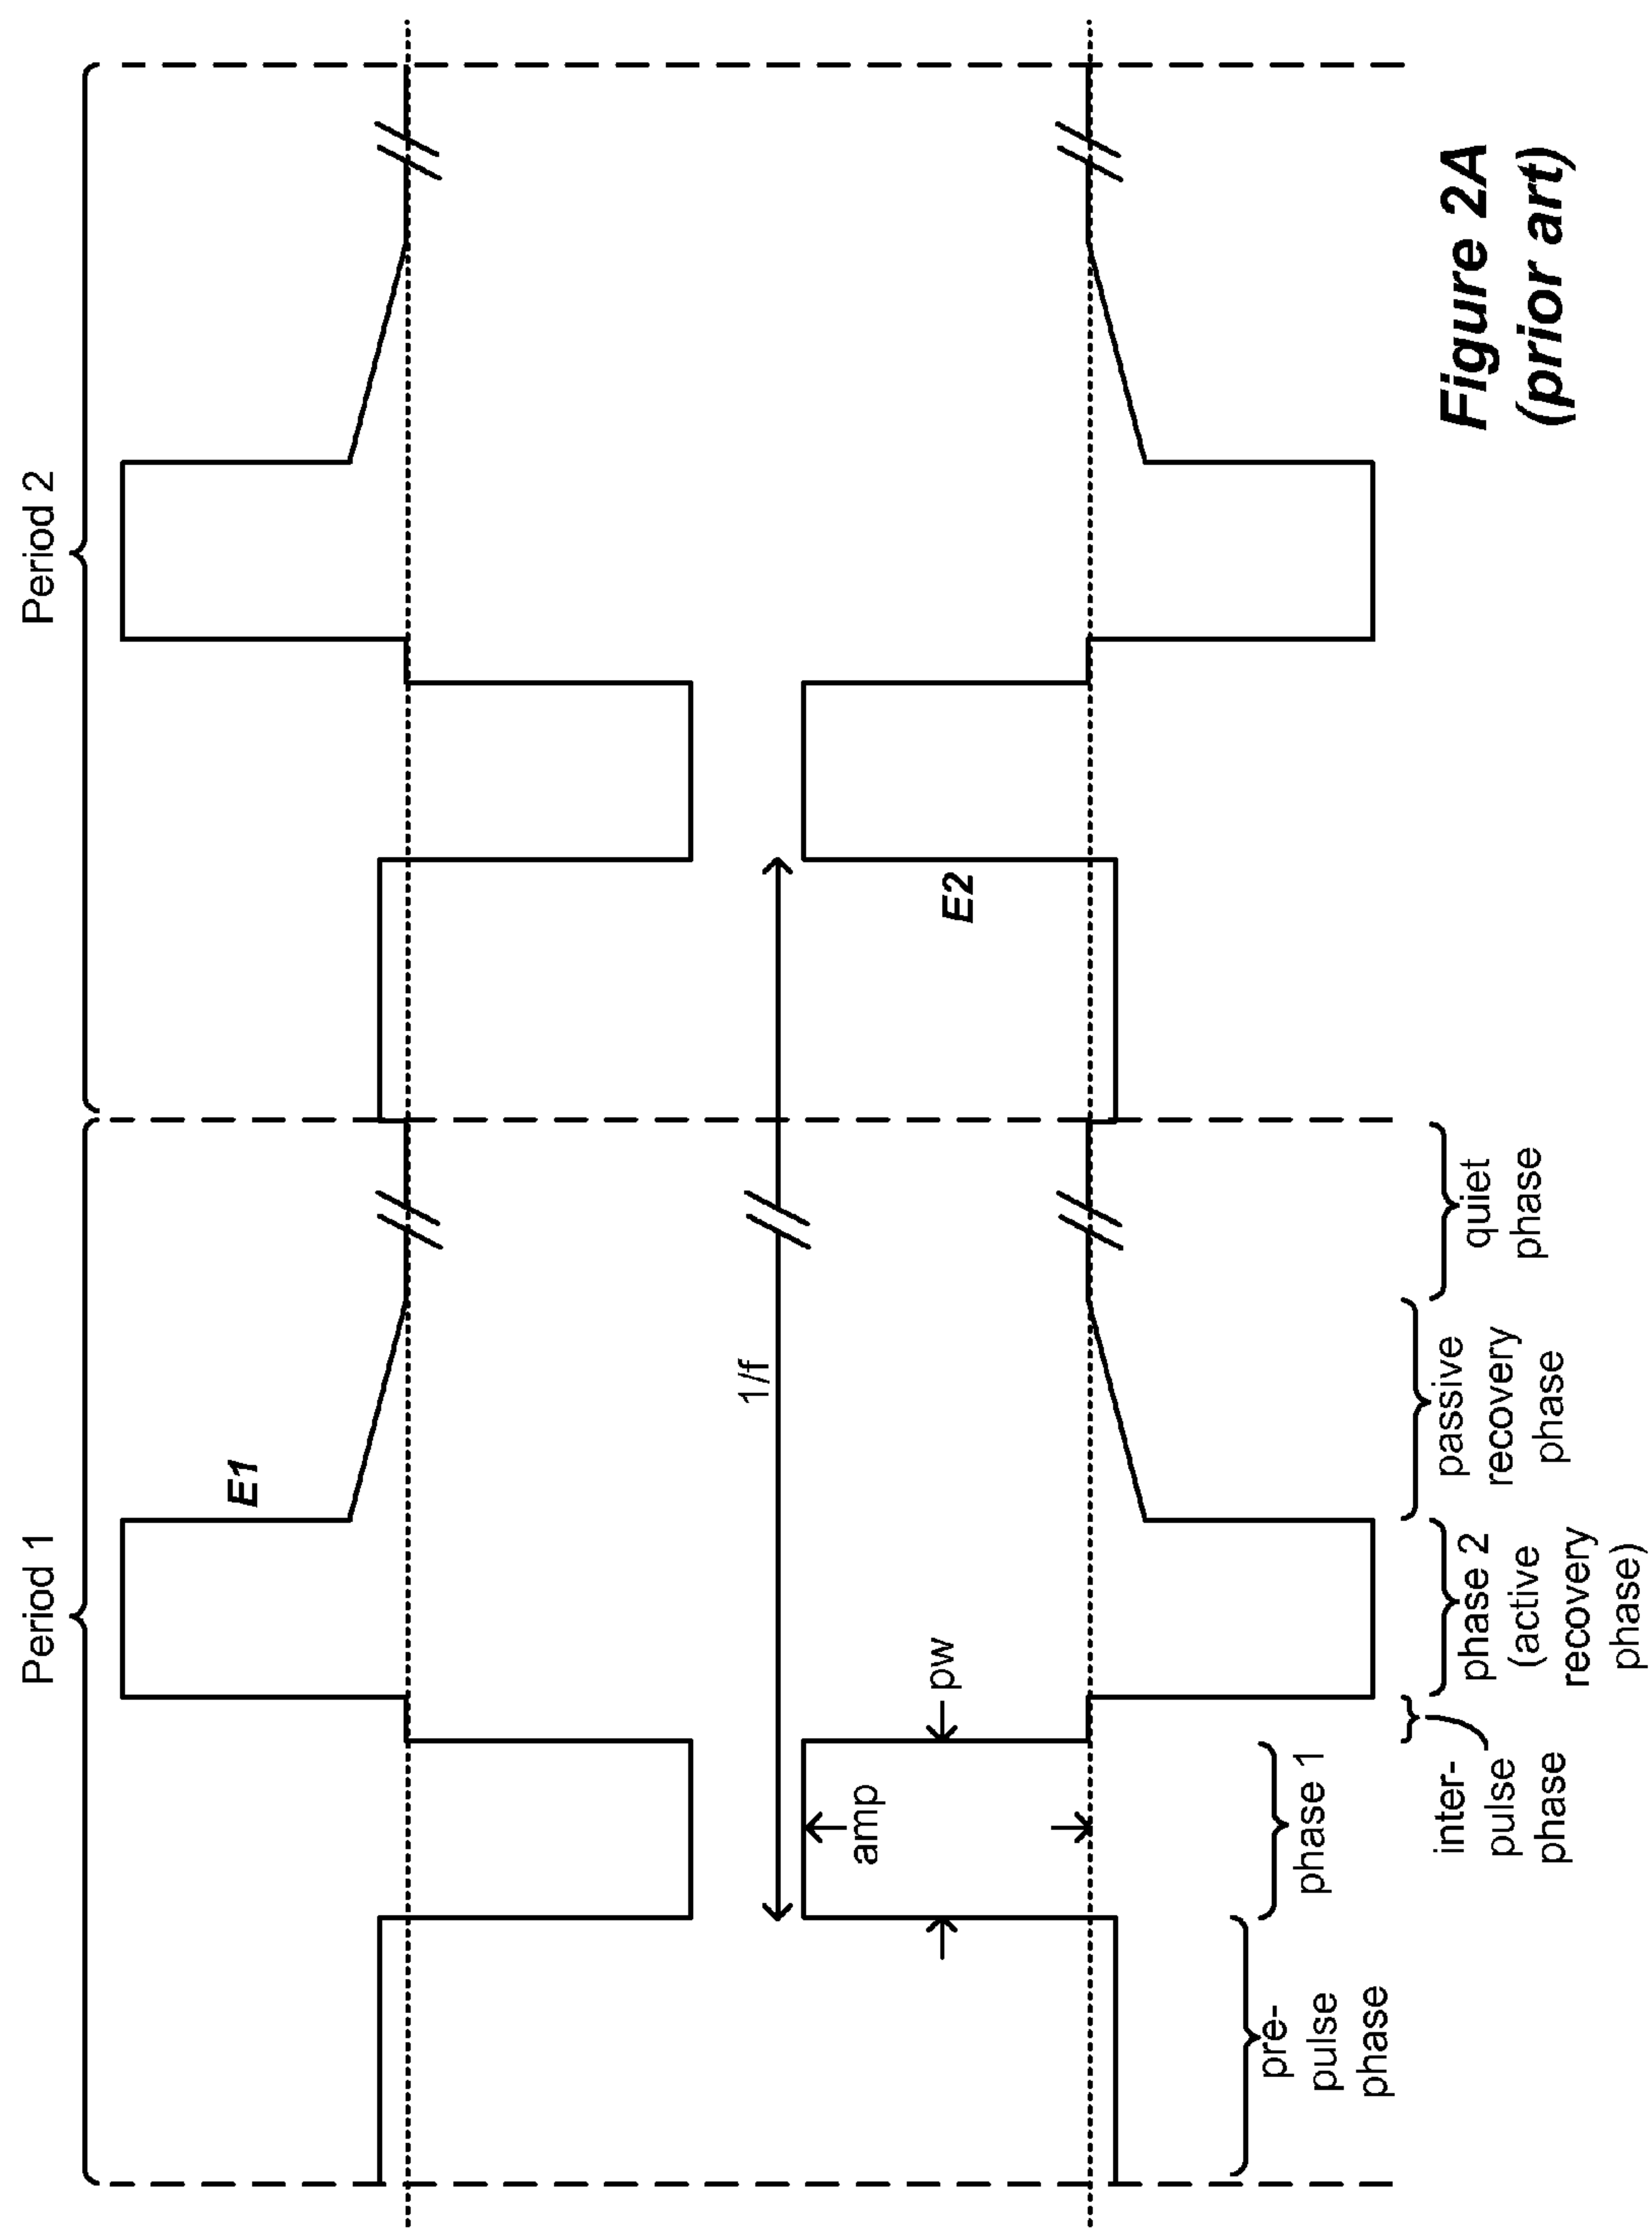 Period 1
Period 2
E1
1/f
E2
amp
pw
pre-
pulse
phase
phase 1
inter-
pulse
phase
phase 2
(active
recovery
phase)
passive
recovery
phase
quiet
phase
Figure 2A
(prior art)